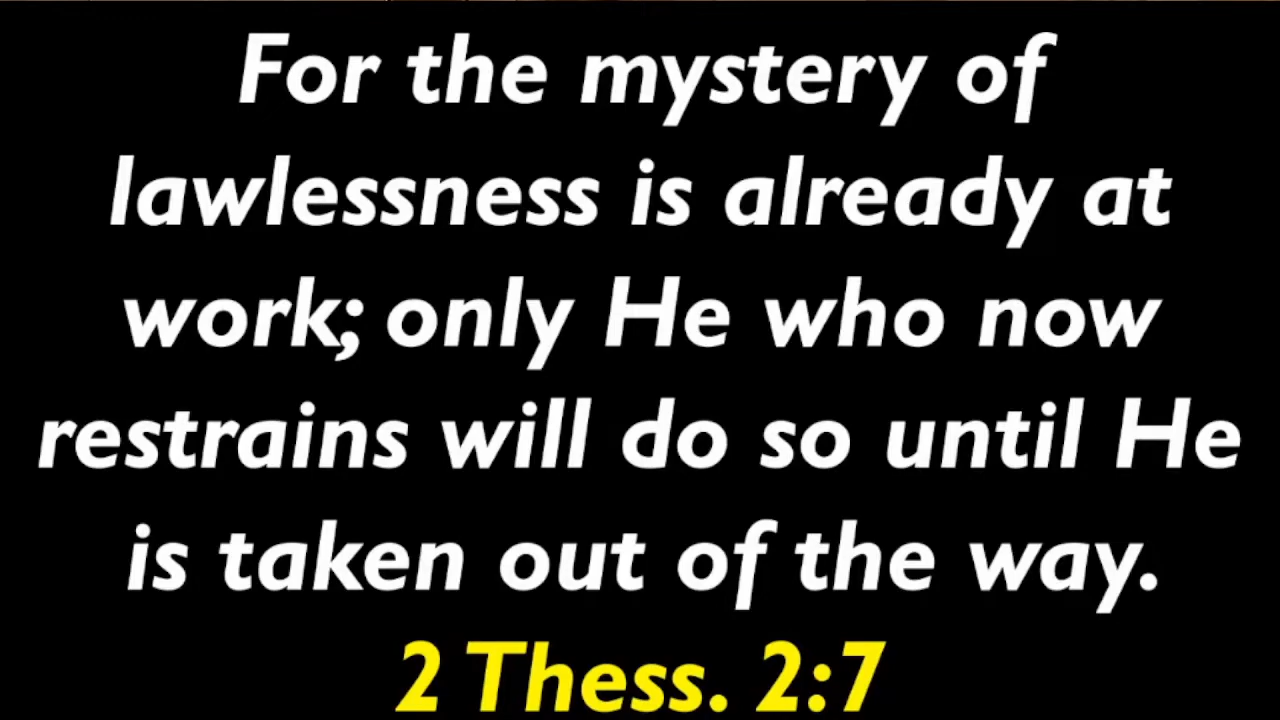 For the mystery of
lawlessness is already at
work; only He who now
restrains will do so until He
is taken out of the way.
2 Thess. 2:7